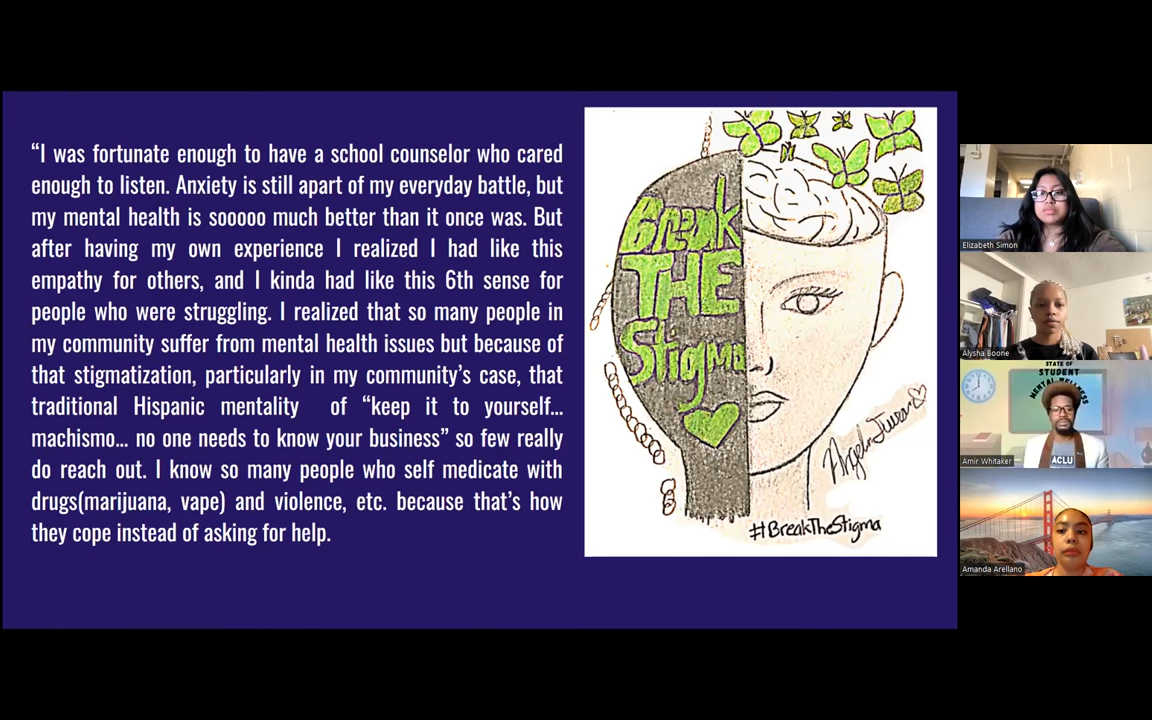 “I was fortunate enough to have a school counselor who cared
enough to listen. Anxiety is still apart of my everyday battle, but
my mental health is sooooo much better than it once was. But
after having my own experience I realized I had like this
empathy for others, and I kinda had like this 6th sense for
people who were struggling. I realized that so many people in
my community suffer from mental health issues but because of
that stigmatization, particularly in my community’s case, that
traditional Hispanic mentality of “keep it to yourself...
machismo... no one needs to know your business” so few really
do reach out. I know so many people who self medicate with
drugs(marijuana, vape) and violence, etc. because that’s how
they cope instead of asking for help.
Break
THE
Stigma
#BreakTheStigma
Elizabeth Simon
Alysha Boone
STATE OF
STUDENT
MENTAL WELLNESS
ACLU
Amir Whitaker
Amanda Arellano